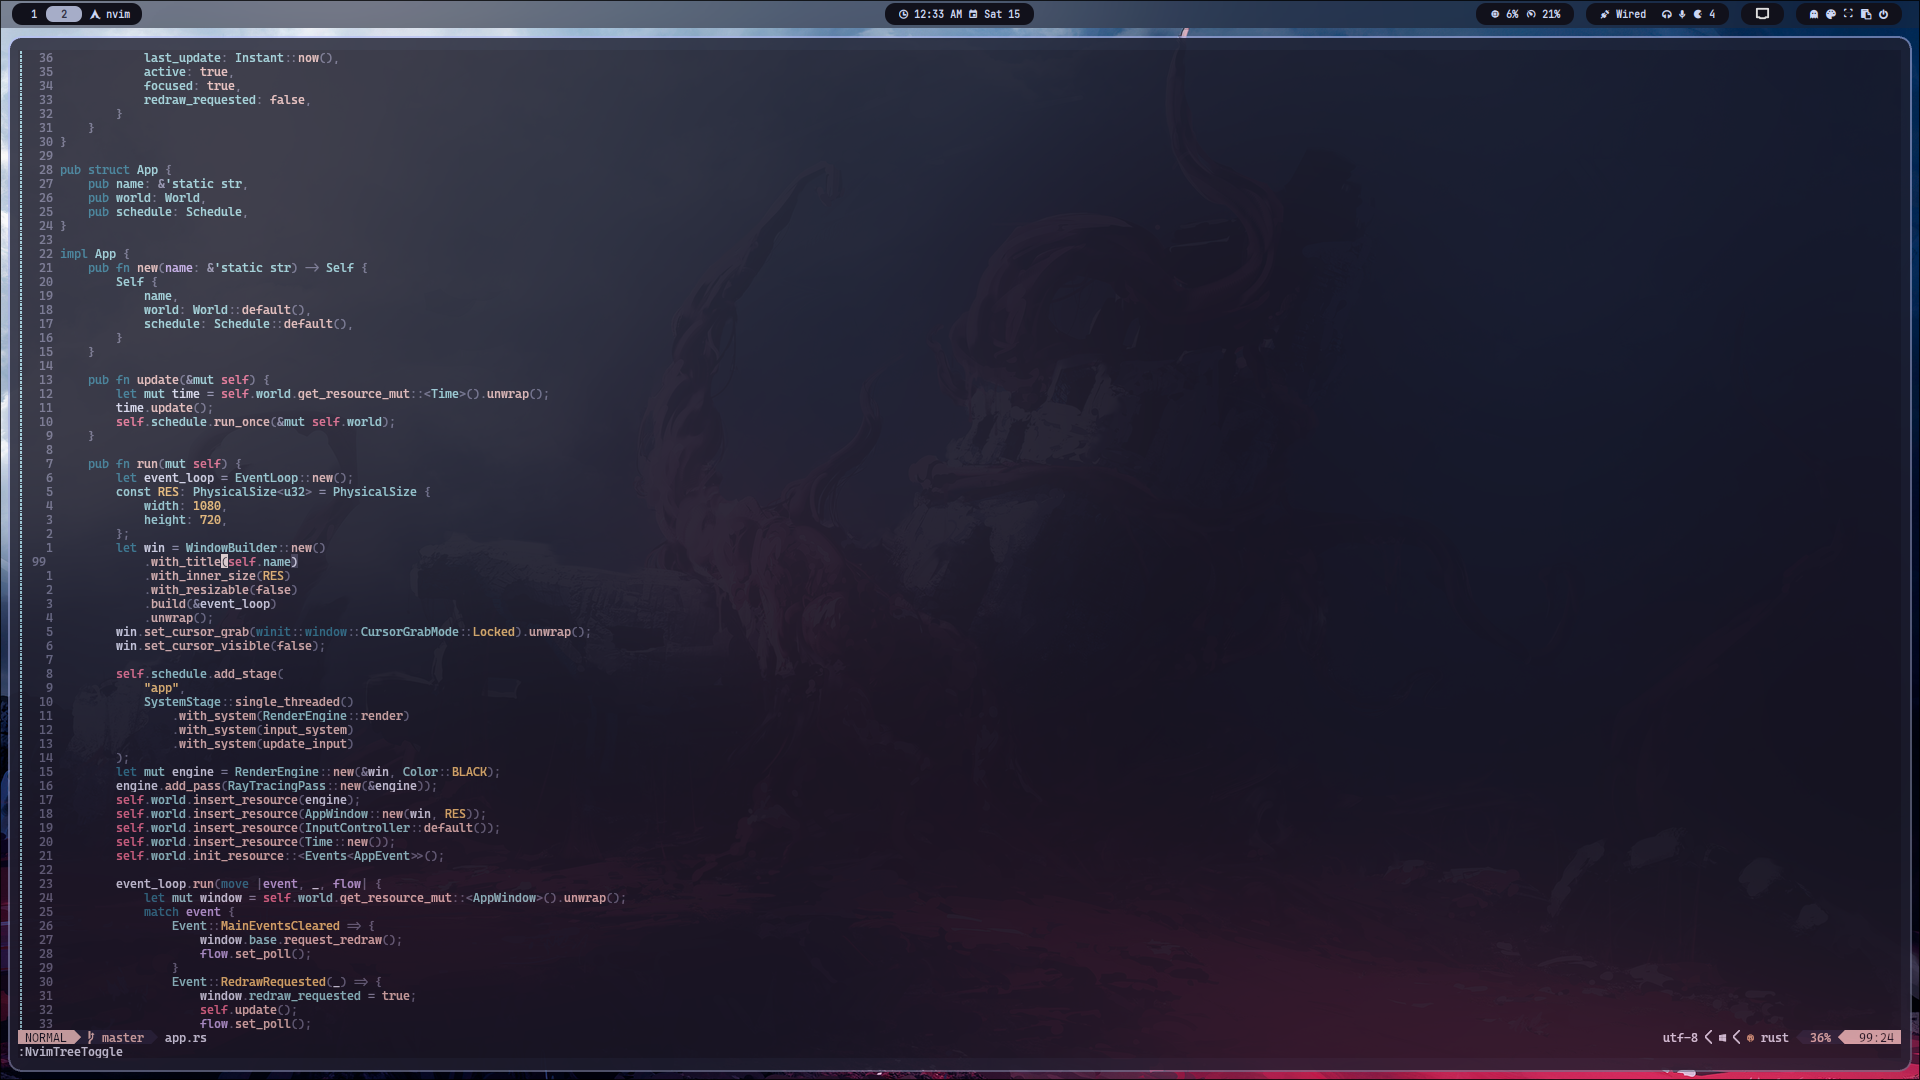 1 2 nvim 12:33 AM Sat 15 6% 21% Wired 4
36 last_update: Instant::now(),
35 active: true,
34 focused: true,
33 redraw_requested: false,
32 }
31 }
30 }
29
28 pub struct App {
27 pub name: &'static str,
26 pub world: World,
25 pub schedule: Schedule,
24 }
23
22 impl App {
21 pub fn new(name: &'static str) -> Self {
20 Self {
19 name,
18 world: World::default(),
17 schedule: Schedule::default(),
16 }
15 }
14
13 pub fn update(&mut self) {
12 let mut time = self.world.get_resource_mut::<Time>().unwrap();
11 time.update();
10 self.schedule.run_once(&mut self.world);
9 }
8
7 pub fn run(mut self) {
6 let event_loop = EventLoop::new();
5 const RES: PhysicalSize<u32> = PhysicalSize {
4 width: 1080,
3 height: 720,
2 };
1 let win = WindowBuilder::new()
99 .with_title(self.name)
1 .with_inner_size(RES)
2 .with_resizable(false)
3 .build(&event_loop)
4 .unwrap();
5 win.set_cursor_grab(winit::window::CursorGrabMode::Locked).unwrap();
6 win.set_cursor_visible(false);
7
8 self.schedule.add_stage(
9 "app",
10 SystemStage::single_threaded()
11 .with_system(RenderEngine::render)
12 .with_system(input_system)
13 .with_system(update_input)
14 );
15 let mut engine = RenderEngine::new(&win, Color::BLACK);
16 engine.add_pass(RayTracingPass::new(&engine));
17 self.world.insert_resource(engine);
18 self.world.insert_resource(AppWindow::new(win, RES));
19 self.world.insert_resource(InputController::default());
20 self.world.insert_resource(Time::new());
21 self.world.init_resource::<Events<AppEvent>>();
22
23 event_loop.run(move |event, _, flow| {
24 let mut window = self.world.get_resource_mut::<AppWindow>().unwrap();
25 match event {
26 Event::MainEventsCleared => {
27 window.base.request_redraw();
28 flow.set_poll();
29 }
30 Event::RedrawRequested(_) => {
31 window.redraw_requested = true;
32 self.update();
33 flow.set_poll();
NORMAL master app.rs utf-8 rust 36% 99:24
:NvimTreeToggle